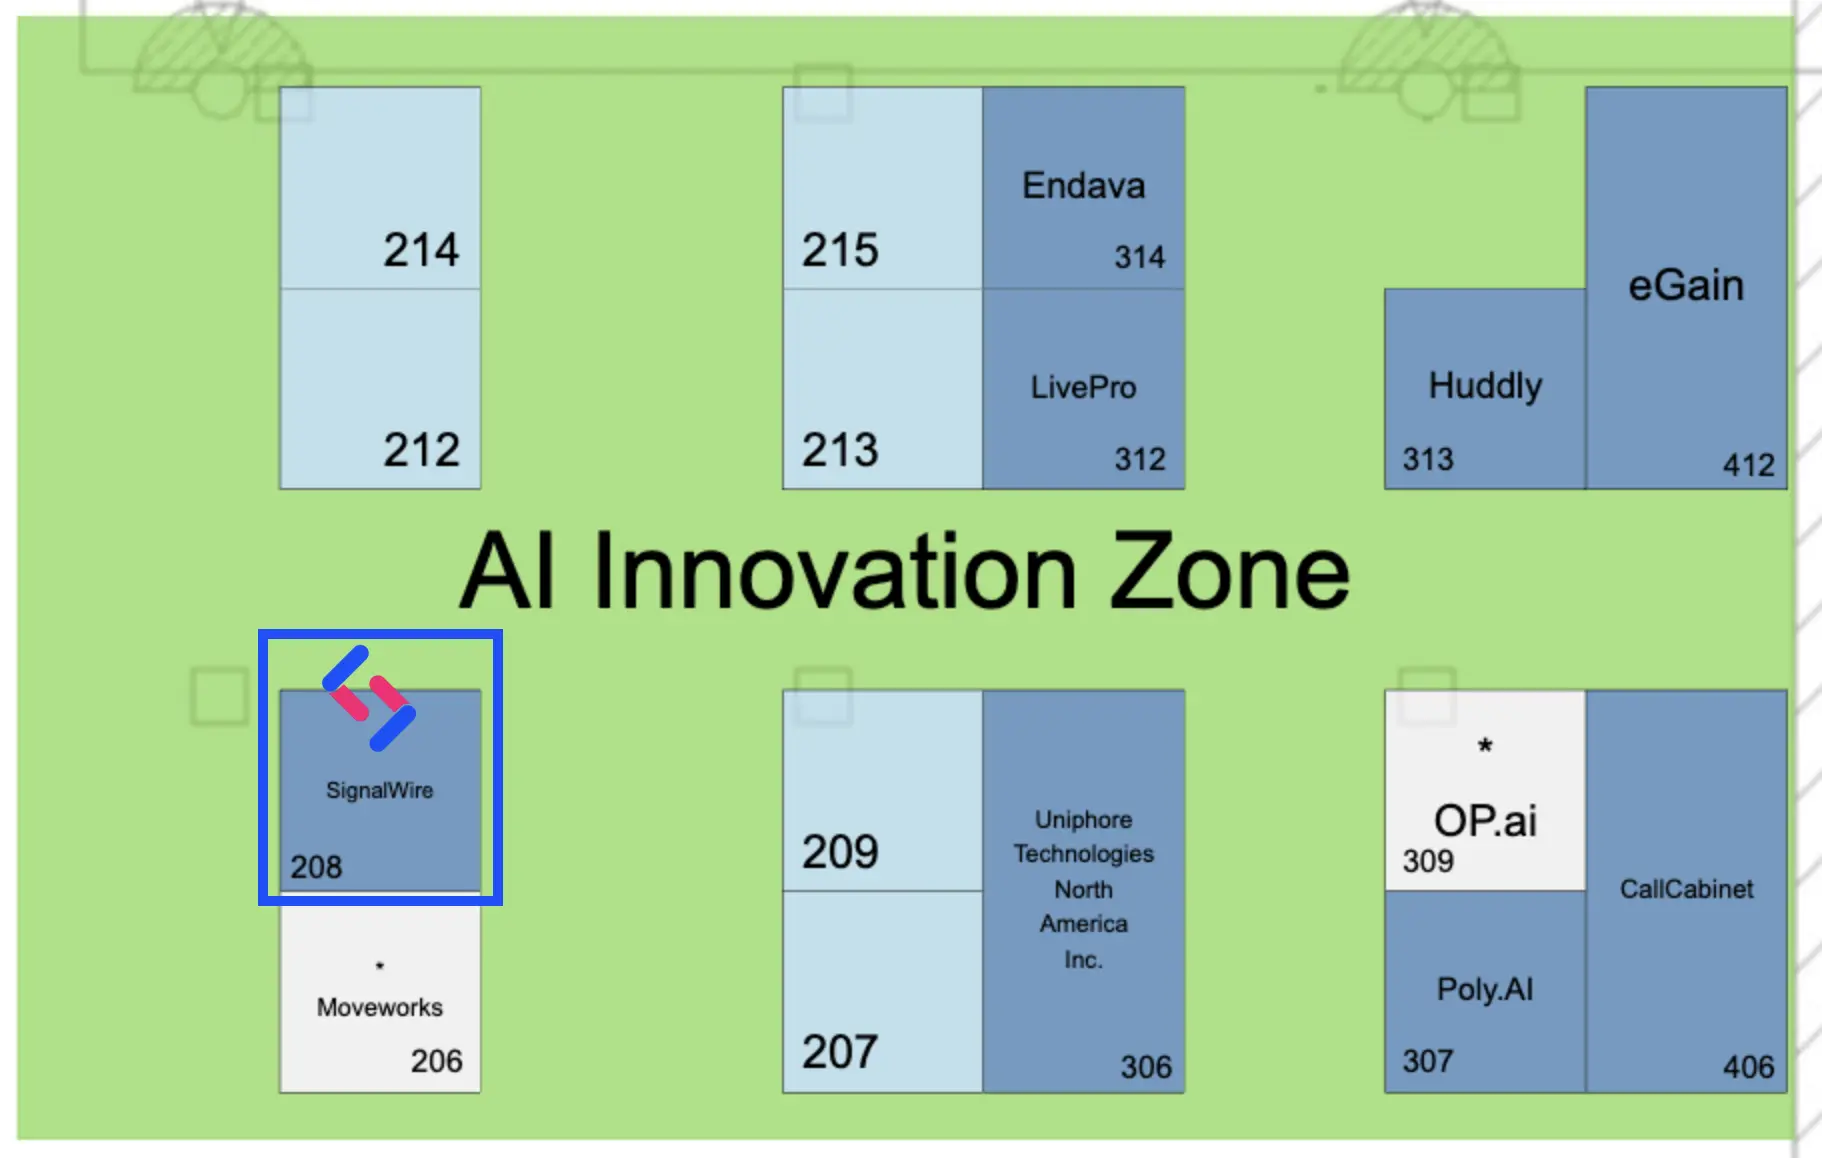 214
212
215
Endava
314
213
LivePro
312
eGain
Huddly
313
412
AI Innovation Zone
SignalWire
208
*
Moveworks
206
209
207
Uniphore
Technologies
North
America
Inc.
306
*
OP.ai
309
Poly.AI
307
CallCabinet
406